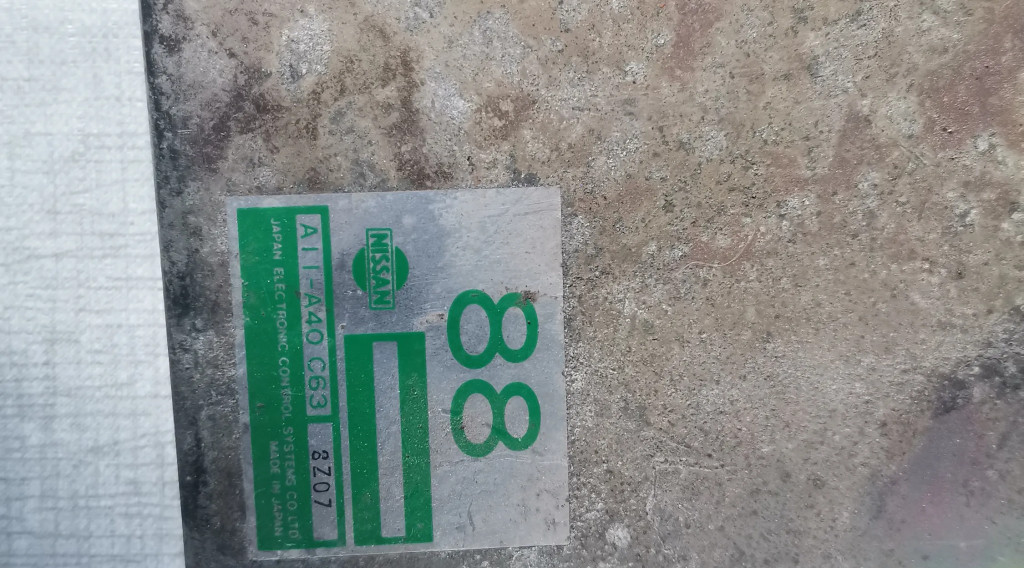 88
NISSAN
A11-A40 C63 8Z07
JAPAN ELECTRONIC CONTROL SYSTEMS CO.LTD.
MADE IN JAPAN